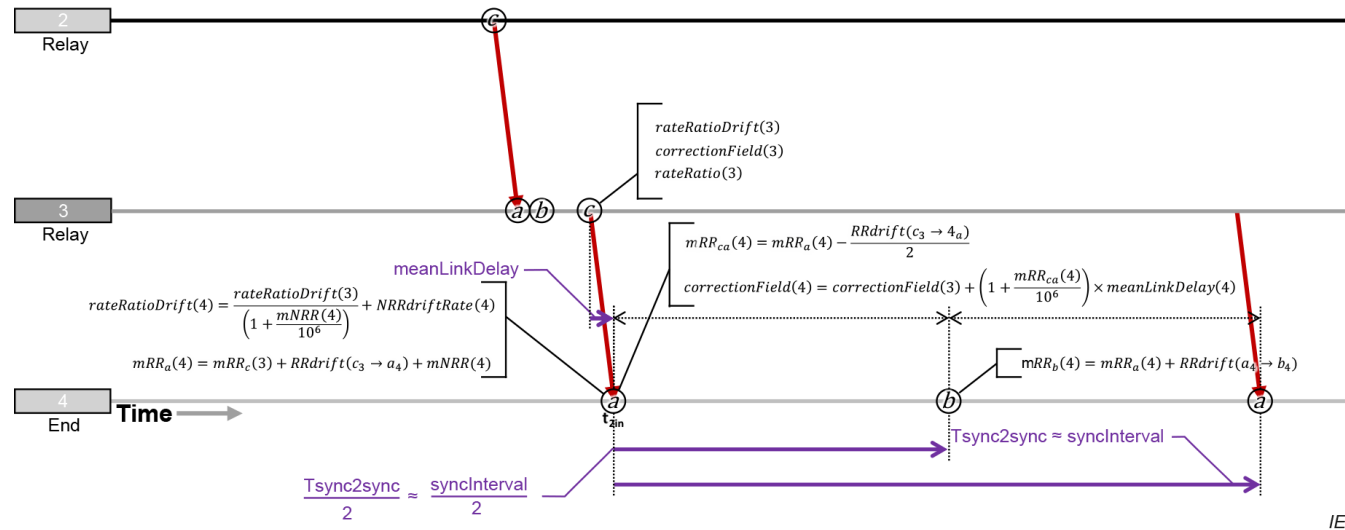 2
Relay
c
rateRatioDrift(3)
correctionField(3)
rateRatio(3)
3
Relay
a b c
mRR_ca(4) = mRR_a(4) − RRdrift(c_3 → 4_a) / 2
correctionField(4) = correctionField(3) + (1 + mRR_ca(4) / 10^6) × meanLinkDelay(4)
meanLinkDelay
rateRatioDrift(4) = rateRatioDrift(3) / (1 + mNRR(4) / 10^6) + NRRdriftRate(4)
mRR_a(4) = mRR_c(3) + RRdrift(c_3 → a_4) + mNRR(4)
mRR_b(4) = mRR_a(4) + RRdrift(a_4 → b_4)
4
End
Time
a b a
t_2in
Tsync2sync ≈ syncInterval
Tsync2sync / 2 ≈ syncInterval / 2
IE